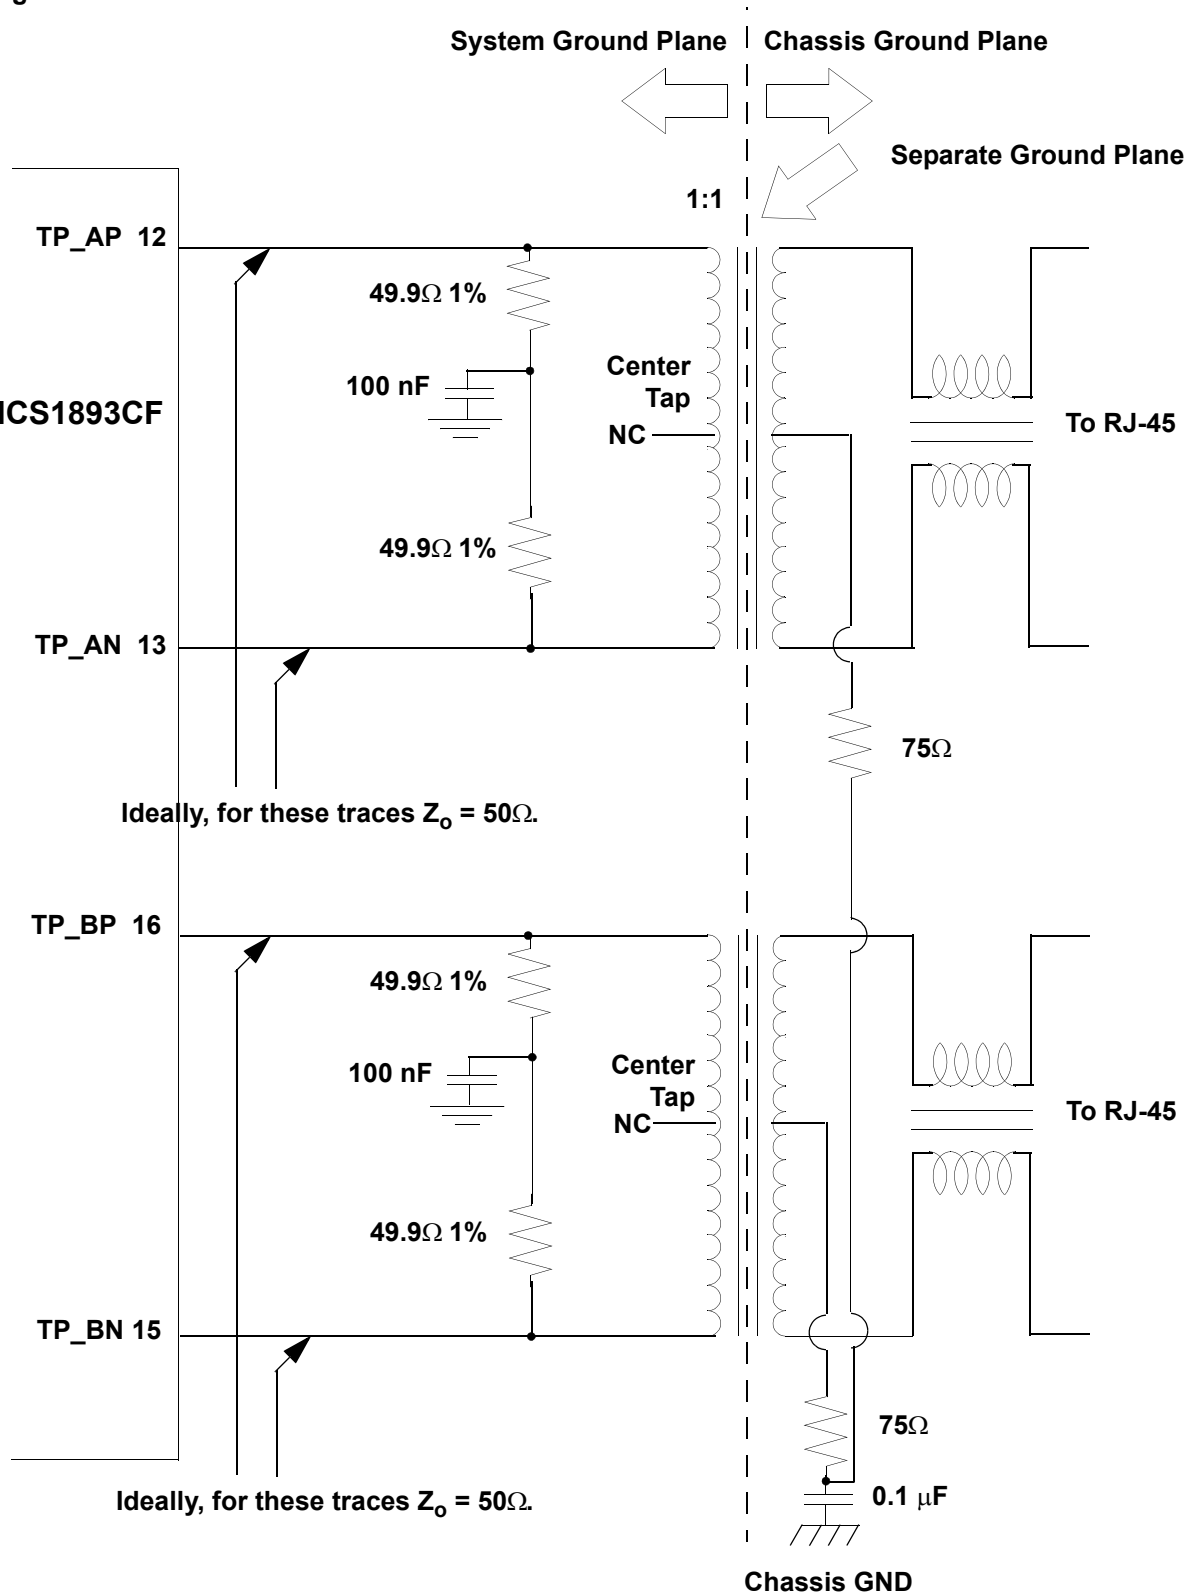 System Ground Plane
Chassis Ground Plane
Separate Ground Plane
1:1
TP_AP 12
49.9Ω 1%
Center
Tap
100 nF
ICS1893CF
NC
To RJ-45
49.9Ω 1%
TP_AN 13
75Ω
Ideally, for these traces Zo = 50Ω.
TP_BP 16
49.9Ω 1%
Center
Tap
100 nF
NC
To RJ-45
49.9Ω 1%
TP_BN 15
75Ω
Ideally, for these traces Zo = 50Ω.
0.1 μF
Chassis GND